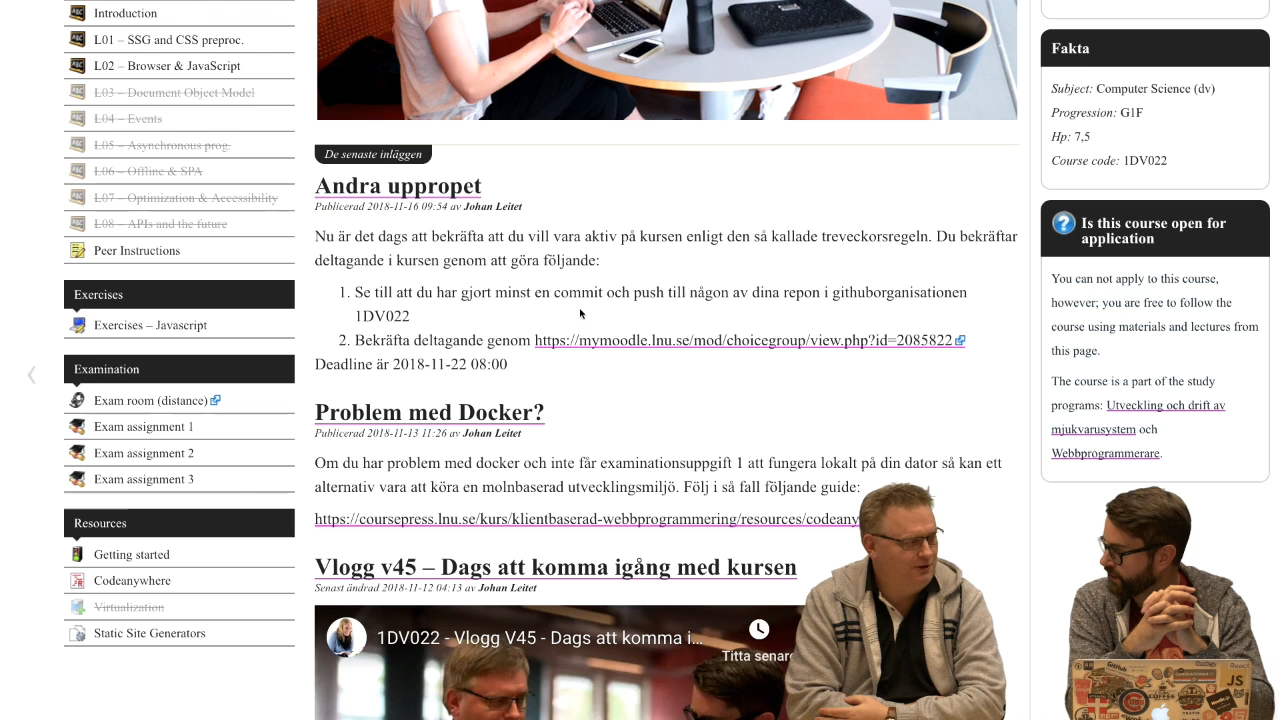 Introduction
L01 – SSG and CSS preproc.
L02 – Browser & JavaScript
L03 – Document Object Model
L04 – Events
L05 – Asynchronous prog.
L06 – Offline & SPA
L07 – Optimization & Accessibility
L08 – APIs and the future
Peer Instructions
Exercises
Exercises – Javascript
Examination
Exam room (distance)
Exam assignment 1
Exam assignment 2
Exam assignment 3
Resources
Getting started
Codeanywhere
Virtualization
Static Site Generators
De senaste inläggen
Andra uppropet
Publicerad 2018-11-16 09:54 av Johan Leitet
Nu är det dags att bekräfta att du vill vara aktiv på kursen enligt den så kallade treveckorsregeln. Du bekräftar
deltagande i kursen genom att göra följande:
1. Se till att du har gjort minst en commit och push till någon av dina repon i githuborganisationen
1DV022
2. Bekräfta deltagande genom https://mymoodle.lnu.se/mod/choicegroup/view.php?id=2085822
Deadline är 2018-11-22 08:00
Problem med Docker?
Publicerad 2018-11-13 11:26 av Johan Leitet
Om du har problem med docker och inte får examinationsuppgift 1 att fungera lokalt på din dator så kan ett
alternativ vara att köra en molnbaserad utvecklingsmiljö. Följ i så fall följande guide:
https://coursepress.lnu.se/kurs/klientbaserad-webbprogrammering/resources/codeany
Vlogg v45 – Dags att komma igång med kursen
Senast ändrad 2018-11-12 04:13 av Johan Leitet
1DV022 - Vlogg V45 - Dags att komma i...
Titta senar
Fakta
Subject: Computer Science (dv)
Progression: G1F
Hp: 7,5
Course code: 1DV022
Is this course open for
application
You can not apply to this course,
however; you are free to follow the
course using materials and lectures from
this page.
The course is a part of the study
programs: Utveckling och drift av
mjukvarusystem och
Webbprogrammerare.
GitHub
JS